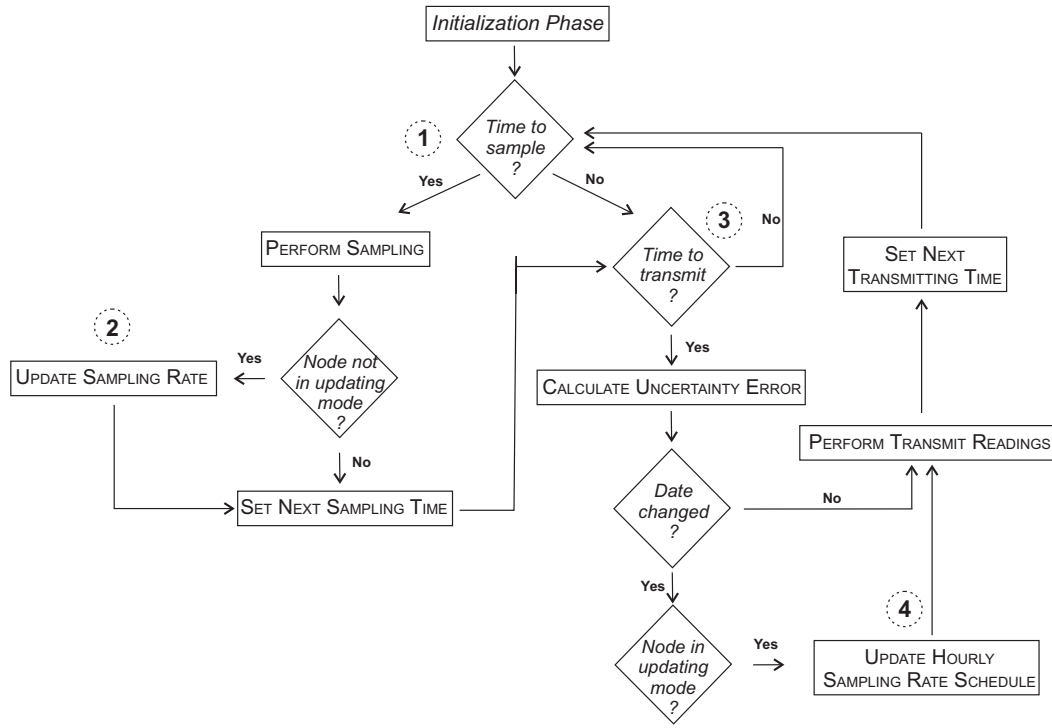 Initialization Phase
1
Time to
sample
?
Yes
No
3
No
PERFORM SAMPLING
Time to
transmit
?
SET NEXT
TRANSMITTING TIME
2
Yes
UPDATE SAMPLING RATE
Node not
in updating
mode
?
Yes
CALCULATE UNCERTAINTY ERROR
No
SET NEXT SAMPLING TIME
PERFORM TRANSMIT READINGS
Date
changed
?
No
Yes
4
Node in
updating
mode
?
Yes
UPDATE HOURLY
SAMPLING RATE SCHEDULE